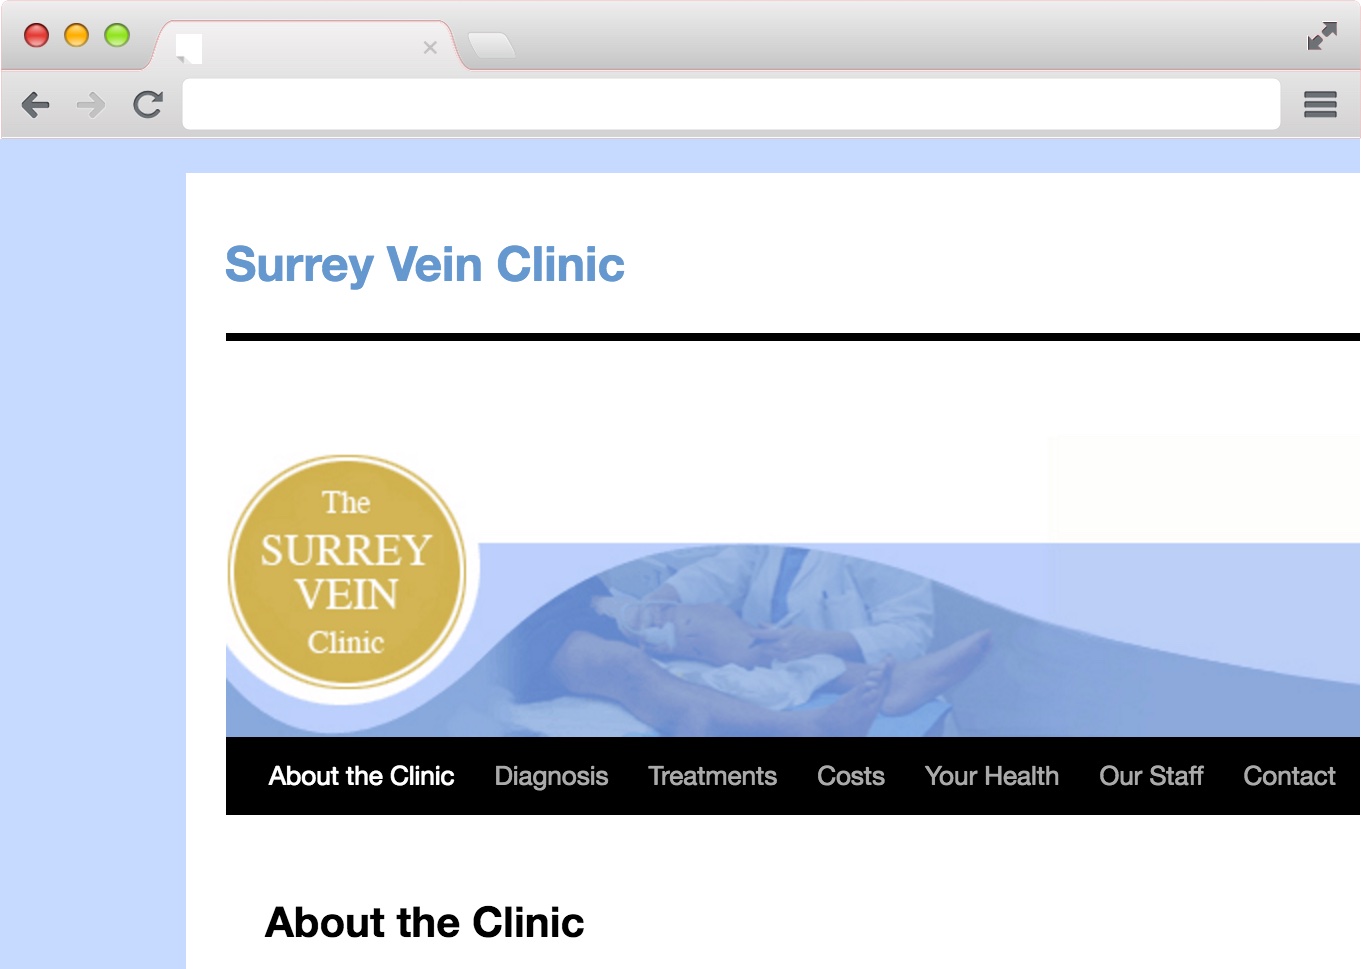 Surrey Vein Clinic
The
SURREY
VEIN
Clinic
About the Clinic Diagnosis Treatments Costs Your Health Our Staff Contact
About the Clinic